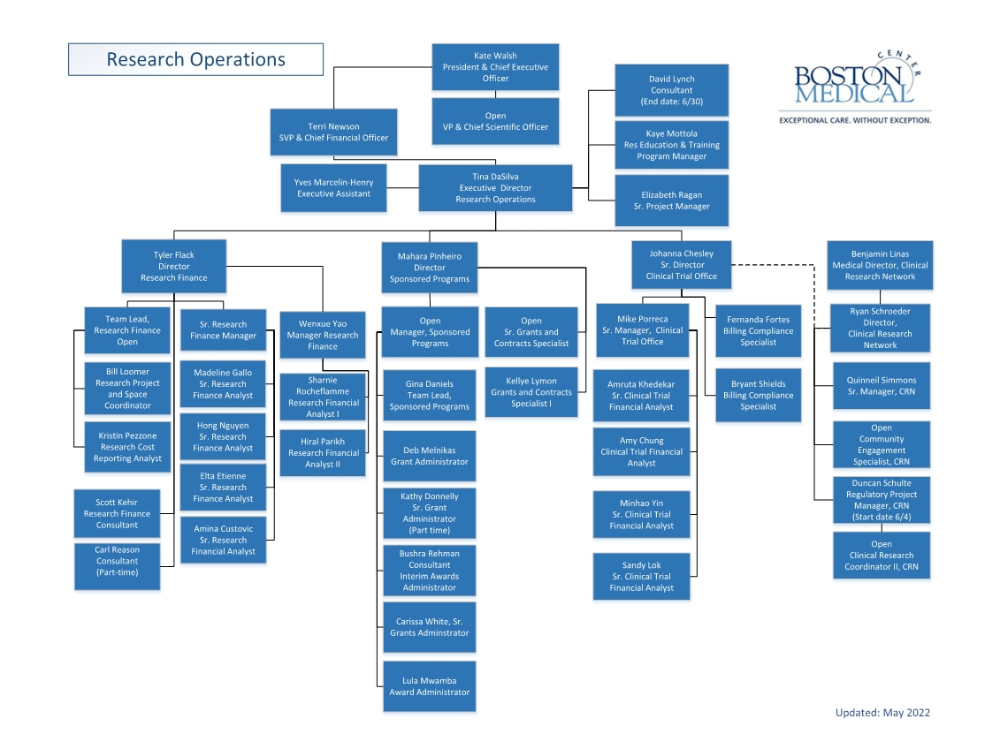 Research Operations
Kate Walsh
President & Chief Executive
Officer
CENTER
BOSTON
MEDICAL
EXCEPTIONAL CARE. WITHOUT EXCEPTION.
David Lynch
Consultant
(End date: 6/30)
Open
VP & Chief Scientific Officer
Terri Newson
SVP & Chief Financial Officer
Kaye Mottola
Res Education & Training
Program Manager
Yves Marcelin-Henry
Executive Assistant
Tina DaSilva
Executive Director
Research Operations
Elizabeth Ragan
Sr. Project Manager
Tyler Flack
Director
Research Finance
Mahara Pinheiro
Director
Sponsored Programs
Johanna Chesley
Sr. Director
Clinical Trial Office
Benjamin Linas
Medical Director, Clinical
Research Network
Team Lead,
Research Finance
Open
Bill Loomer
Research Project
and Space
Coordinator
Kristin Pezzone
Research Cost
Reporting Analyst
Scott Kehir
Research Finance
Consultant
Carl Reason
Consultant
(Part-time)
Sr. Research
Finance Manager
Madeline Gallo
Sr. Research
Finance Analyst
Hong Nguyen
Sr. Research
Finance Analyst
Elta Etienne
Sr. Research
Finance Analyst
Amina Custovic
Sr. Research
Financial Analyst
Wenxue Yao
Manager Research
Finance
Sharnie
Rocheflamme
Research Financial
Analyst I
Hiral Parikh
Research Financial
Analyst II
Open
Manager, Sponsored
Programs
Gina Daniels
Team Lead,
Sponsored Programs
Deb Melnikas
Grant Administrator
Kathy Donnelly
Sr. Grant
Administrator
(Part time)
Bushra Rehman
Consultant
Interim Awards
Administrator
Carissa White, Sr.
Grants Adminstrator
Lula Mwamba
Award Administrator
Open
Sr. Grants and
Contracts Specialist
Kellye Lymon
Grants and Contracts
Specialist I
Mike Porreca
Sr. Manager, Clinical
Trial Office
Amruta Khedekar
Sr. Clinical Trial
Financial Analyst
Amy Chung
Clinical Trial Financial
Analyst
Minhao Yin
Sr. Clinical Trial
Financial Analyst
Sandy Lok
Sr. Clinical Trial
Financial Analyst
Fernanda Fortes
Billing Compliance
Specialist
Bryant Shields
Billing Compliance
Specialist
Ryan Schroeder
Director,
Clinical Research
Network
Quinneil Simmons
Sr. Manager, CRN
Open
Community
Engagement
Specialist, CRN
Duncan Schulte
Regulatory Project
Manager, CRN
(Start date 6/4)
Open
Clinical Research
Coordinator II, CRN
Updated: May 2022